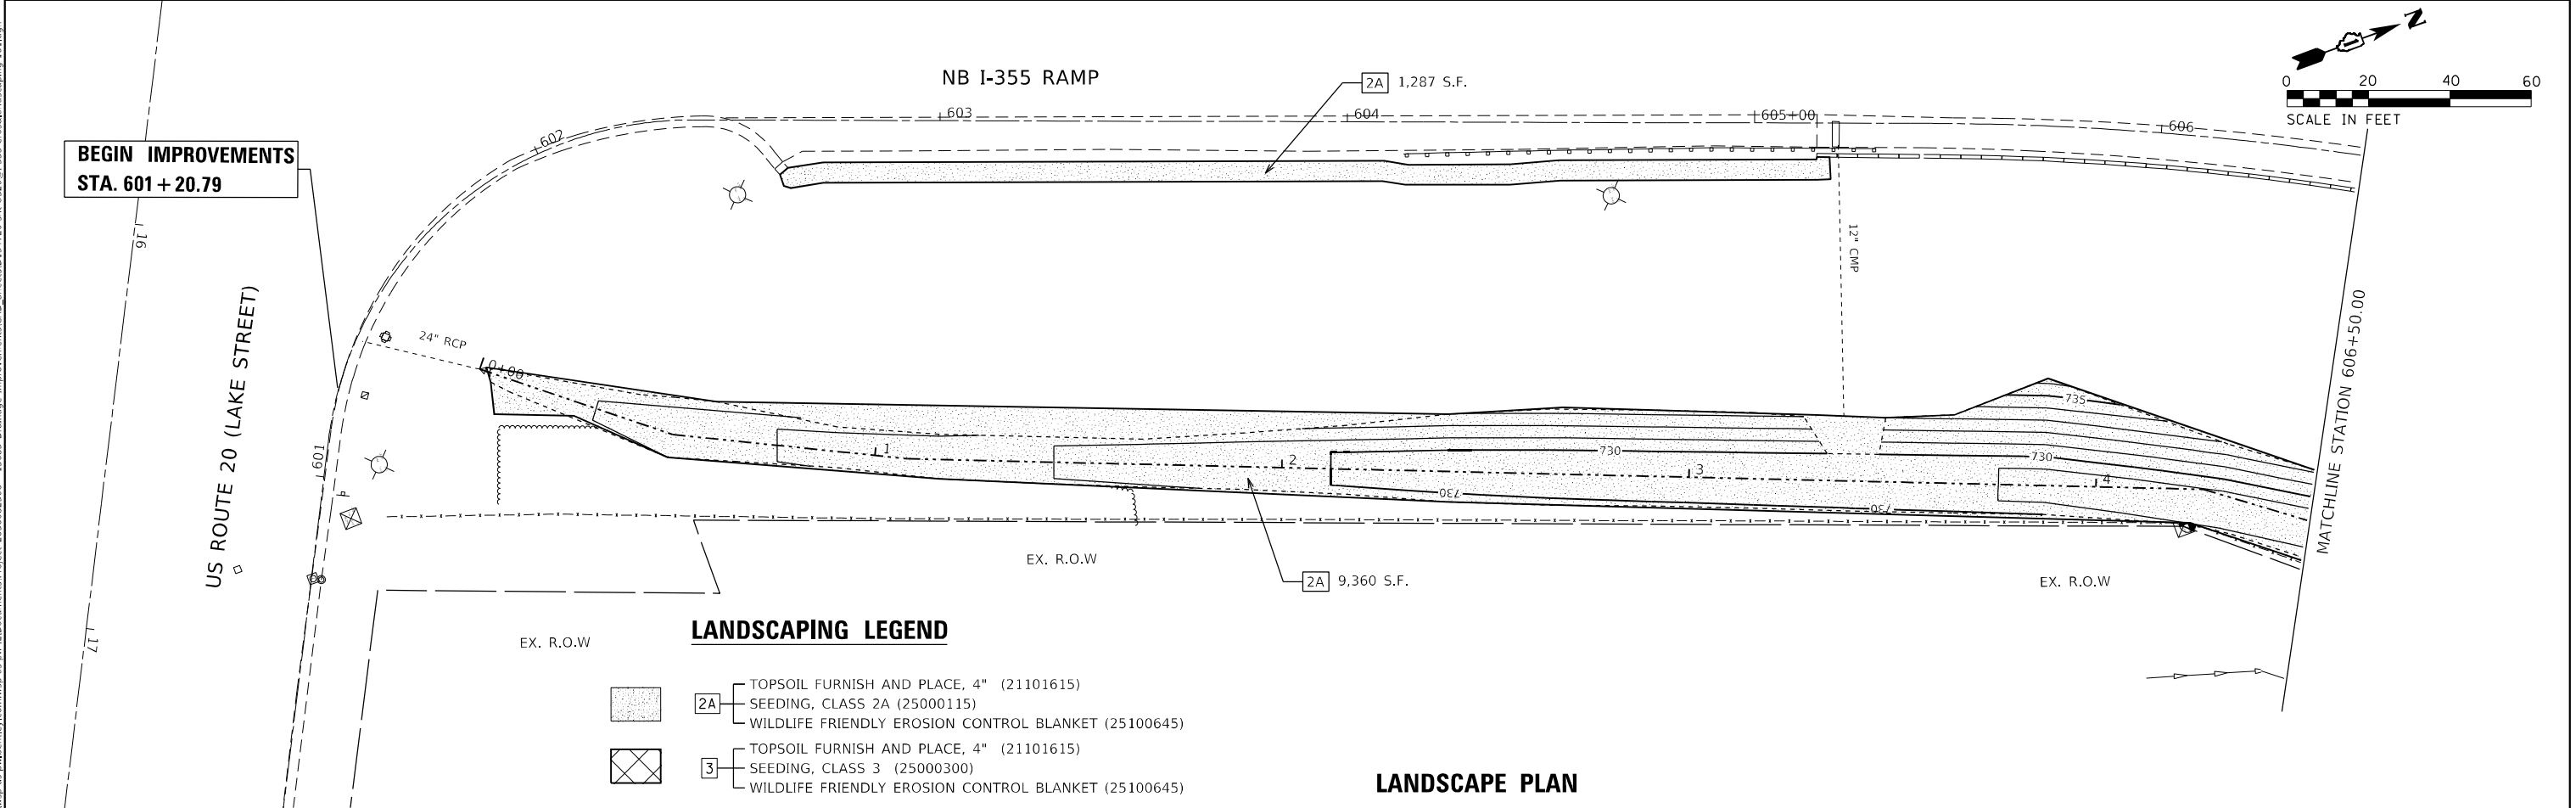 N
NB I-355 RAMP
2A 1,287 S.F.
0 20 40 60
SCALE IN FEET
602
603
604
605+00
606
BEGIN IMPROVEMENTS
STA. 601+20.79
16
12" CMP
US ROUTE 20 (LAKE STREET)
24" RCP
0+00
601
1
2
3
4
730
730
730
730
735
MATCHLINE STATION 606+50.00
EX. R.O.W
EX. R.O.W
EX. R.O.W
2A 9,360 S.F.
17
LANDSCAPING LEGEND
2A
TOPSOIL FURNISH AND PLACE, 4" (21101615)
SEEDING, CLASS 2A (25000115)
WILDLIFE FRIENDLY EROSION CONTROL BLANKET (25100645)
3
TOPSOIL FURNISH AND PLACE, 4" (21101615)
SEEDING, CLASS 3 (25000300)
WILDLIFE FRIENDLY EROSION CONTROL BLANKET (25100645)
LANDSCAPE PLAN